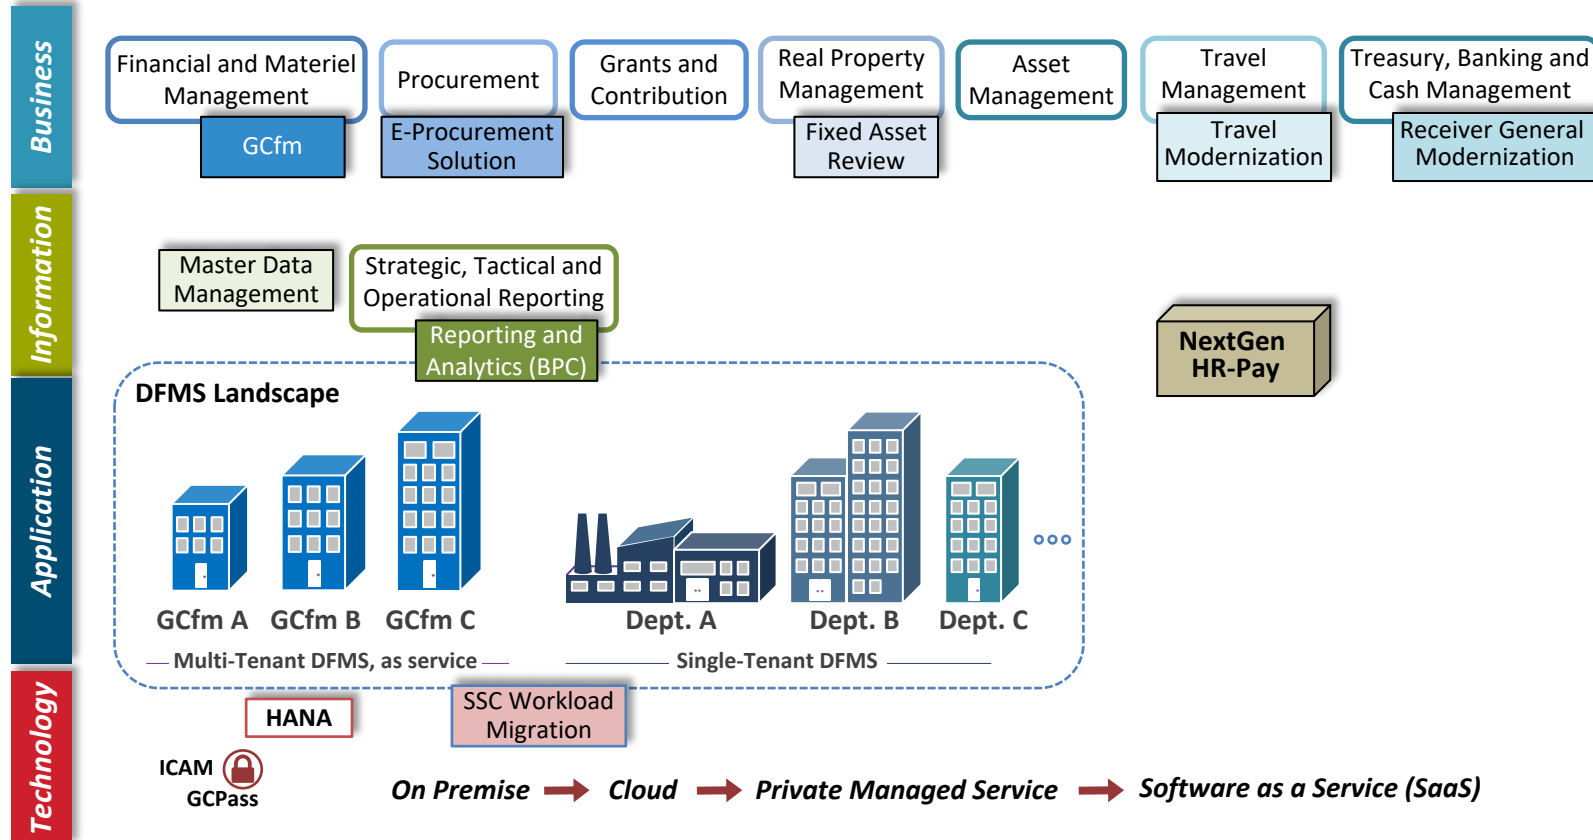 Business
Financial and Materiel
Management
GCfm
Procurement
E-Procurement
Solution
Grants and
Contribution
Real Property
Management
Fixed Asset
Review
Asset
Management
Travel
Management
Travel
Modernization
Treasury, Banking and
Cash Management
Receiver General
Modernization
Information
Master Data
Management
Strategic, Tactical and
Operational Reporting
Reporting and
Analytics (BPC)
NextGen
HR-Pay
Application
DFMS Landscape
GCfm A
GCfm B
GCfm C
Dept. A
Dept. B
Dept. C
Multi-Tenant DFMS, as service
Single-Tenant DFMS
Technology
HANA
SSC Workload
Migration
ICAM
GCPass
On Premise
Cloud
Private Managed Service
Software as a Service (SaaS)